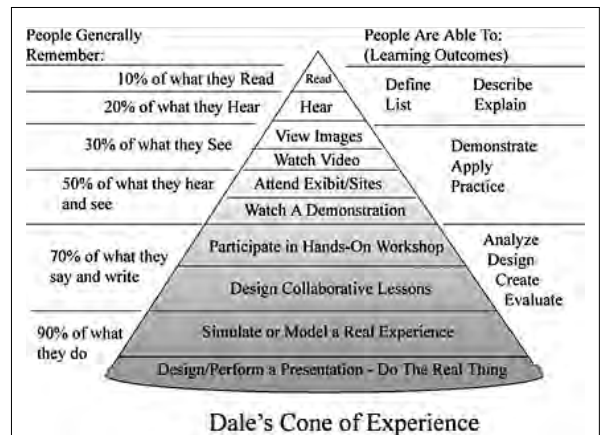 People Generally
Remember:
People Are Able To:
(Learning Outcomes)
10% of what they Read
Read
Define
Describe
20% of what they Hear
Hear
List
Explain
30% of what they See
View Images
Watch Video
Demonstrate
Apply
Practice
50% of what they hear
and see
Attend Exibit/Sites
Watch A Demonstration
70% of what they
say and write
Participate in Hands-On Workshop
Design Collaborative Lessons
Analyze
Design
Create
Evaluate
90% of what
they do
Simulate or Model a Real Experience
Design/Perform a Presentation - Do The Real Thing
Dale's Cone of Experience